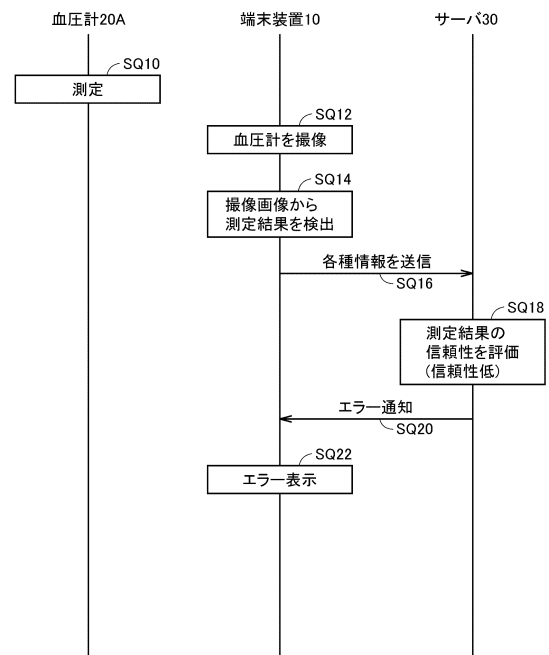 血圧計20A
端末装置10
サーバ30
SQ10
測定
SQ12
血圧計を撮像
SQ14
撮像画像から
測定結果を検出
各種情報を送信
SQ16
SQ18
測定結果の
信頼性を評価
(信頼性低)
エラー通知
SQ20
SQ22
エラー表示